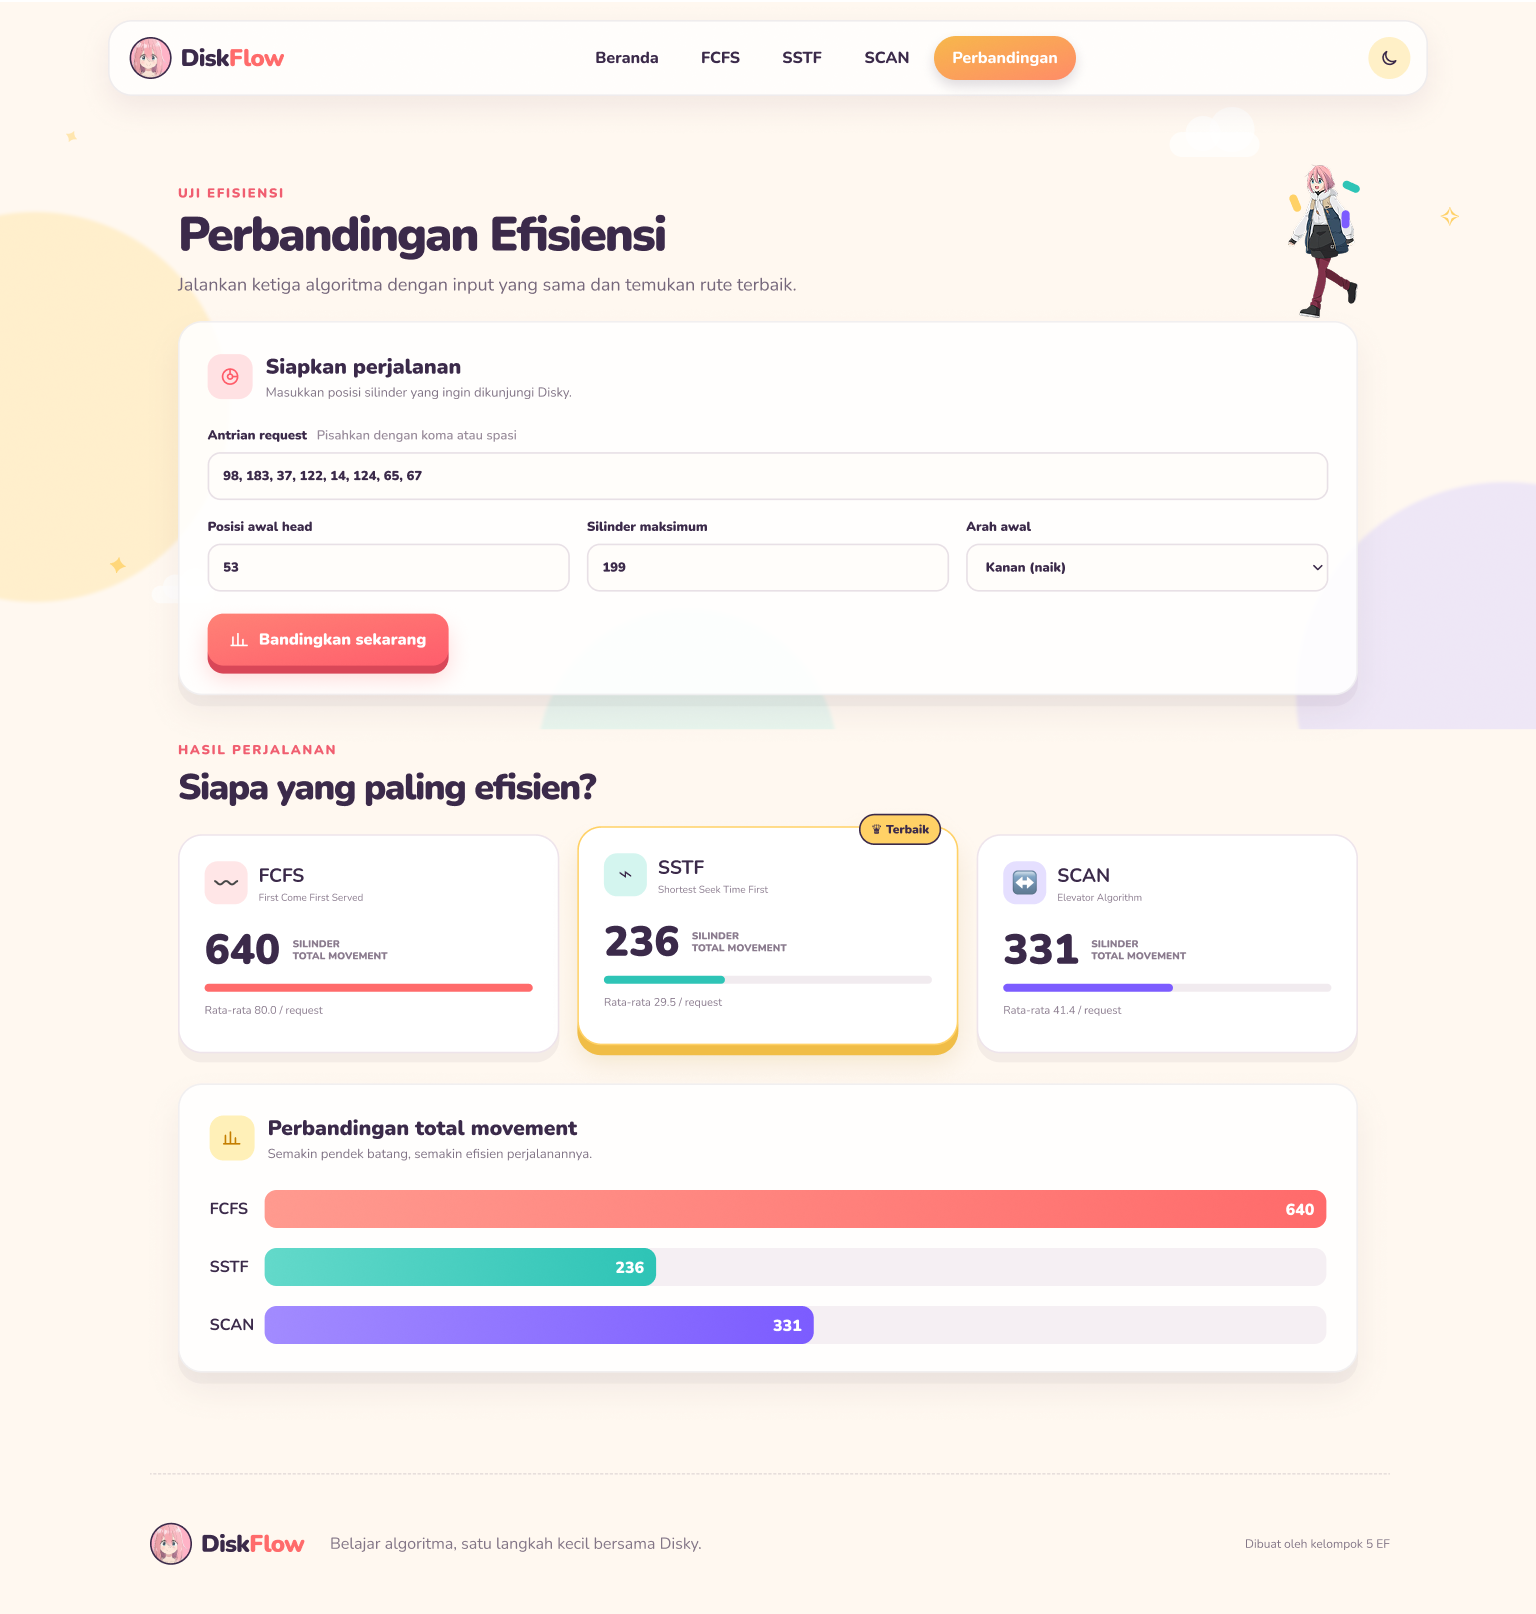 DiskFlow
Beranda FCFS SSTF SCAN Perbandingan
UJI EFISIENSI
Perbandingan Efisiensi
Jalankan ketiga algoritma dengan input yang sama dan temukan rute terbaik.
Siapkan perjalanan
Masukkan posisi silinder yang ingin dikunjungi Disky.
Antrian request Pisahkan dengan koma atau spasi
98, 183, 37, 122, 14, 124, 65, 67
Posisi awal head
53
Silinder maksimum
199
Arah awal
Kanan (naik)
Bandingkan sekarang
HASIL PERJALANAN
Siapa yang paling efisien?
FCFS
First Come First Served
640
SILINDER
TOTAL MOVEMENT
Rata-rata 80.0 / request
♛ Terbaik
SSTF
Shortest Seek Time First
236
SILINDER
TOTAL MOVEMENT
Rata-rata 29.5 / request
SCAN
Elevator Algorithm
331
SILINDER
TOTAL MOVEMENT
Rata-rata 41.4 / request
Perbandingan total movement
Semakin pendek batang, semakin efisien perjalanannya.
FCFS 640
SSTF 236
SCAN 331
DiskFlow
Belajar algoritma, satu langkah kecil bersama Disky.
Dibuat oleh kelompok 5 EF